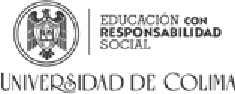 EDUCACIÓN CON
RESPONSABILIDAD
SOCIAL
UNIVERSIDAD DE COLIMA